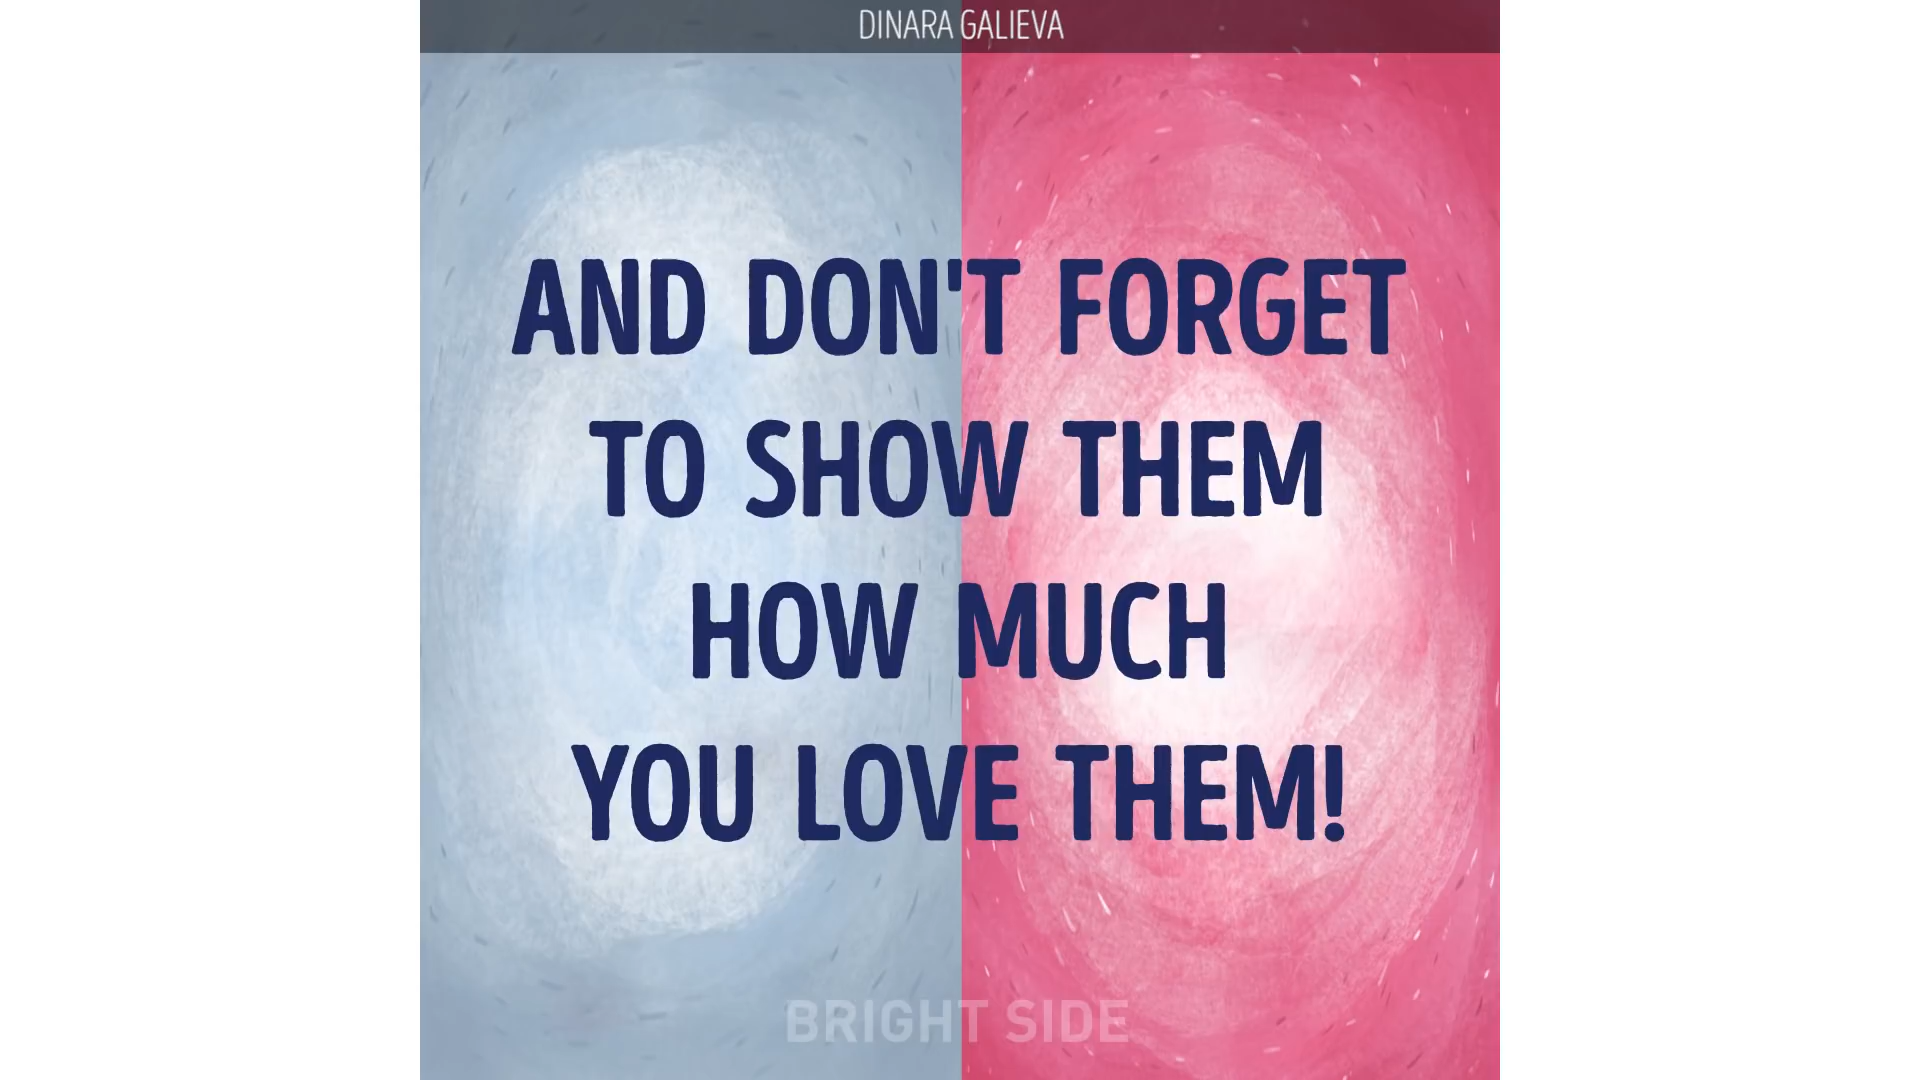 DINARA GALIEVA
AND DON'T FORGET
TO SHOW THEM
HOW MUCH
YOU LOVE THEM!
BRIGHT SIDE